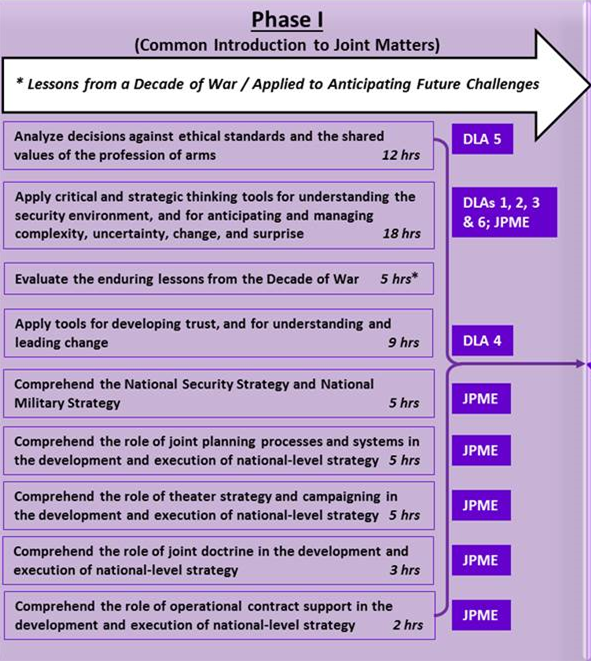 Phase I
(Common Introduction to Joint Matters)
* Lessons from a Decade of War / Applied to Anticipating Future Challenges
Analyze decisions against ethical standards and the shared
values of the profession of arms 12 hrs
DLA 5
Apply critical and strategic thinking tools for understanding the
security environment, and for anticipating and managing
complexity, uncertainty, change, and surprise 18 hrs
DLAs 1, 2, 3
& 6; JPME
Evaluate the enduring lessons from the Decade of War 5 hrs*
Apply tools for developing trust, and for understanding and
leading change 9 hrs
DLA 4
Comprehend the National Security Strategy and National
Military Strategy 5 hrs
JPME
Comprehend the role of joint planning processes and systems in
the development and execution of national-level strategy 5 hrs
JPME
Comprehend the role of theater strategy and campaigning in
the development and execution of national-level strategy 5 hrs
JPME
Comprehend the role of joint doctrine in the development and
execution of national-level strategy 3 hrs
JPME
Comprehend the role of operational contract support in the
development and execution of national-level strategy 2 hrs
JPME